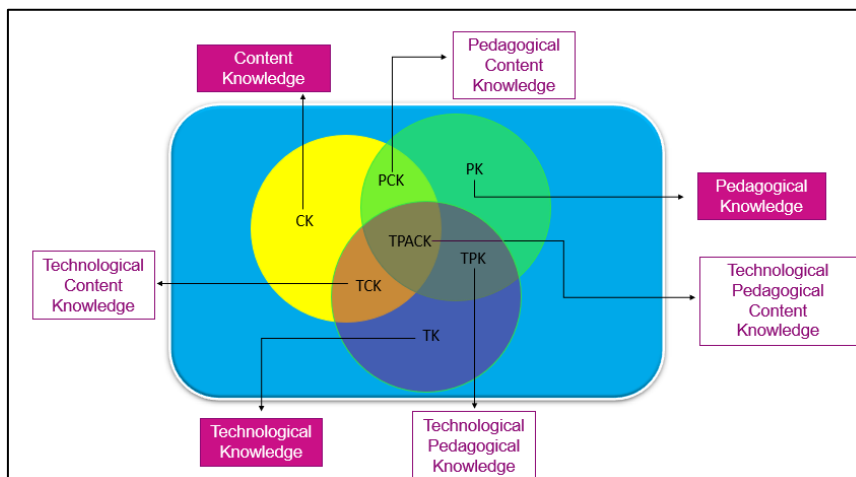 Content
Knowledge
Pedagogical
Content
Knowledge
PCK
PK
Pedagogical
Knowledge
CK
TPACK
TPK
Technological
Content
Knowledge
TCK
Technological
Pedagogical
Content
Knowledge
TK
Technological
Knowledge
Technological
Pedagogical
Knowledge